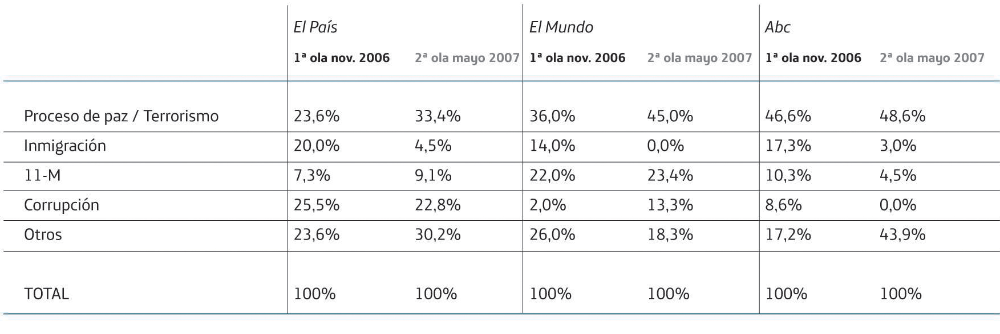 El País El Mundo Abc
1ª ola nov. 2006 2ª ola mayo 2007 1ª ola nov. 2006 2ª ola mayo 2007 1ª ola nov. 2006 2ª ola mayo 2007
Proceso de paz / Terrorismo 23,6% 33,4% 36,0% 45,0% 46,6% 48,6%
Inmigración 20,0% 4,5% 14,0% 0,0% 17,3% 3,0%
11-M 7,3% 9,1% 22,0% 23,4% 10,3% 4,5%
Corrupción 25,5% 22,8% 2,0% 13,3% 8,6% 0,0%
Otros 23,6% 30,2% 26,0% 18,3% 17,2% 43,9%
TOTAL 100% 100% 100% 100% 100% 100%